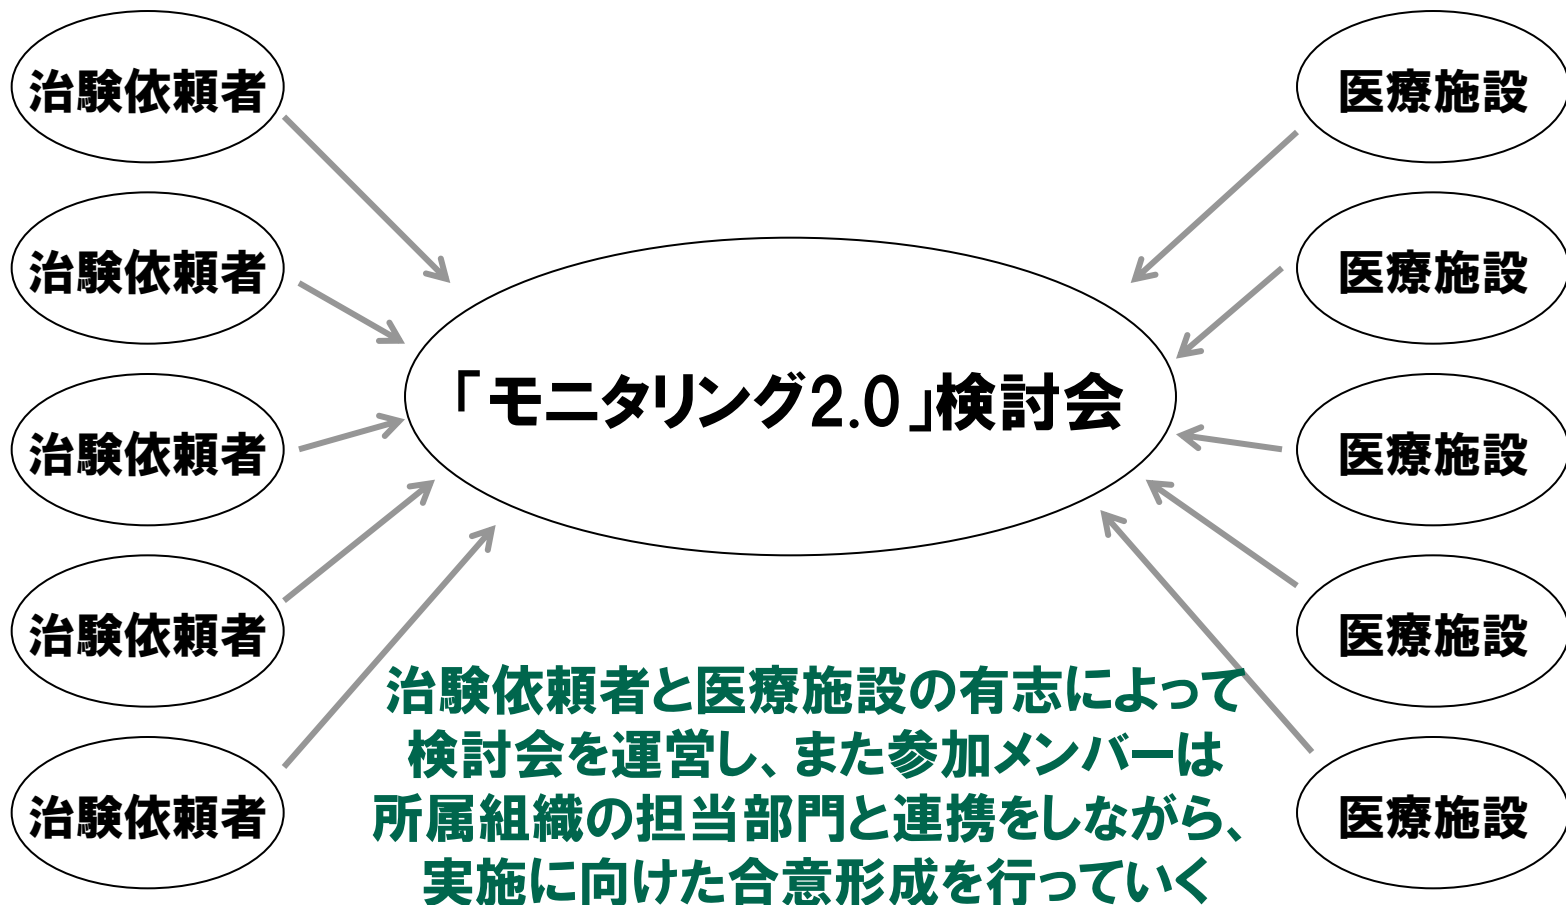 治験依頼者
治験依頼者
治験依頼者
治験依頼者
治験依頼者
「モニタリング2.0」検討会
医療施設
医療施設
医療施設
医療施設
医療施設
治験依頼者と医療施設の有志によって
検討会を運営し、また参加メンバーは
所属組織の担当部門と連携をしながら、
実施に向けた合意形成を行っていく